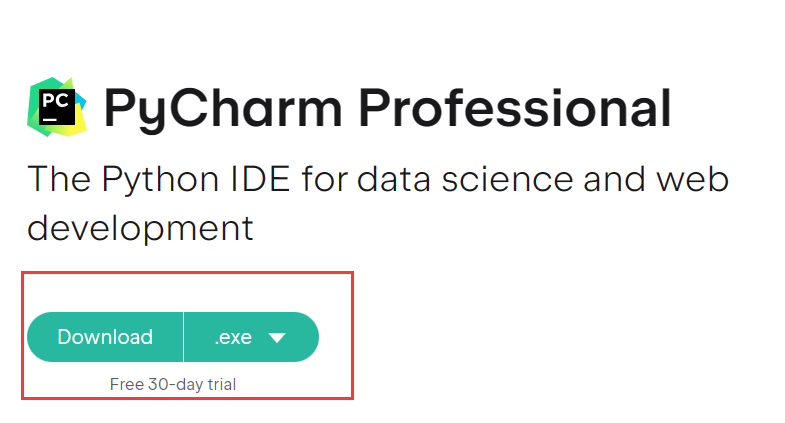 PC
PyCharm Professional
The Python IDE for data science and web
development
Download
.exe
Free 30-day trial